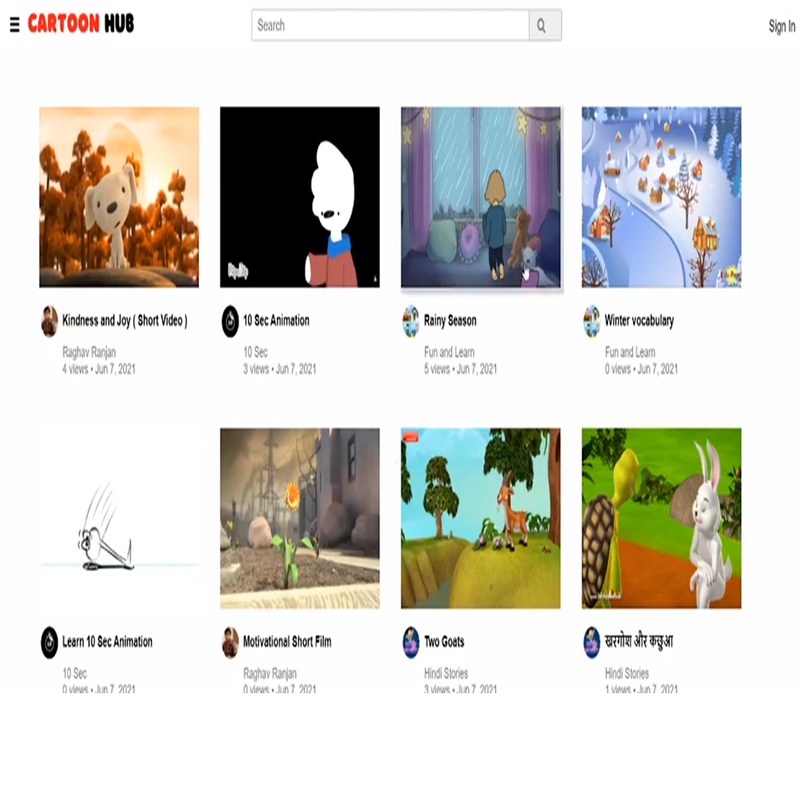 CARTOON HUB
Search
Sign In
Kindness and Joy ( Short Video )
Raghav Ranjan
4 views • Jun 7, 2021
10 Sec Animation
10 Sec
3 views • Jun 7, 2021
Rainy Season
Fun and Learn
5 views • Jun 7, 2021
Winter vocabulary
Fun and Learn
0 views • Jun 7, 2021
Learn 10 Sec Animation
10 Sec
0 views • Jun 7, 2021
Motivational Short Film
Raghav Ranjan
0 views • Jun 7, 2021
Two Goats
Hindi Stories
3 views • Jun 7, 2021
खरगोश और कछुआ
Hindi Stories
1 views • Jun 7, 2021